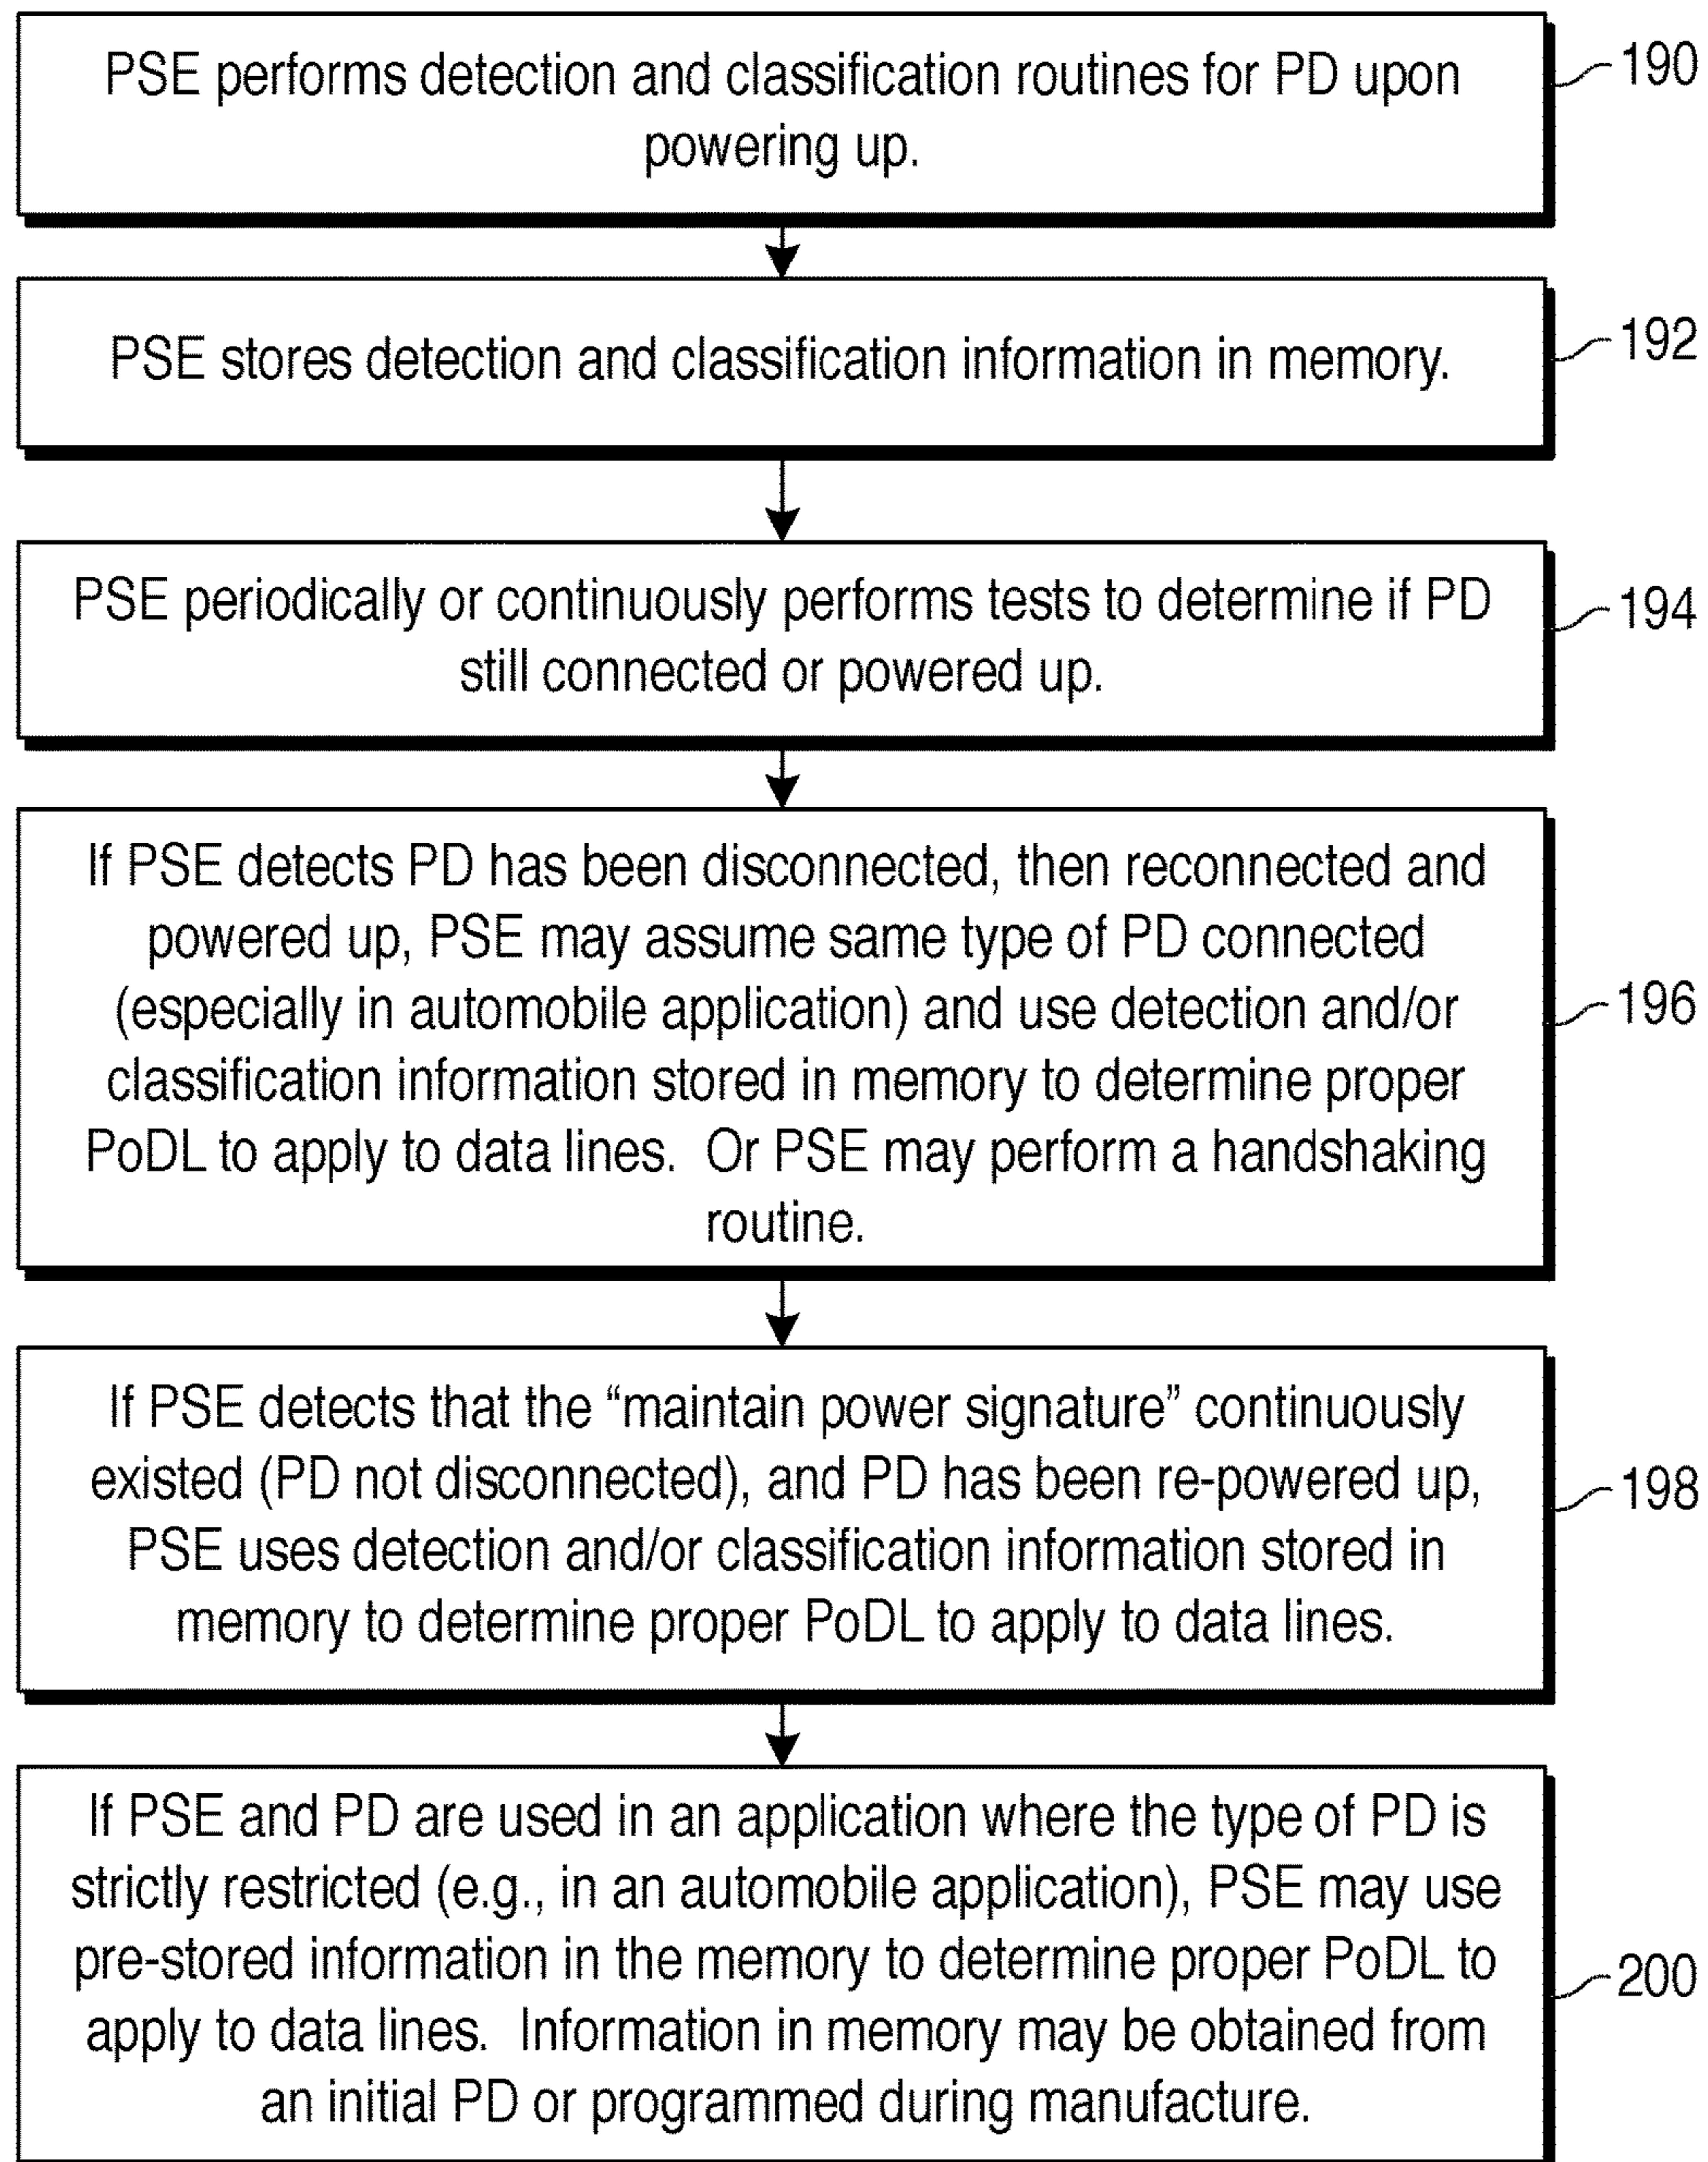 PSE performs detection and classification routines for PD upon
powering up.
190
PSE stores detection and classification information in memory.
192
PSE periodically or continuously performs tests to determine if PD
still connected or powered up.
194
If PSE detects PD has been disconnected, then reconnected and
powered up, PSE may assume same type of PD connected
(especially in automobile application) and use detection and/or
classification information stored in memory to determine proper
PoDL to apply to data lines.  Or PSE may perform a handshaking
routine.
196
If PSE detects that the “maintain power signature” continuously
existed (PD not disconnected), and PD has been re-powered up,
PSE uses detection and/or classification information stored in
memory to determine proper PoDL to apply to data lines.
198
If PSE and PD are used in an application where the type of PD is
strictly restricted (e.g., in an automobile application), PSE may use
pre-stored information in the memory to determine proper PoDL to
apply to data lines.  Information in memory may be obtained from
an initial PD or programmed during manufacture.
200